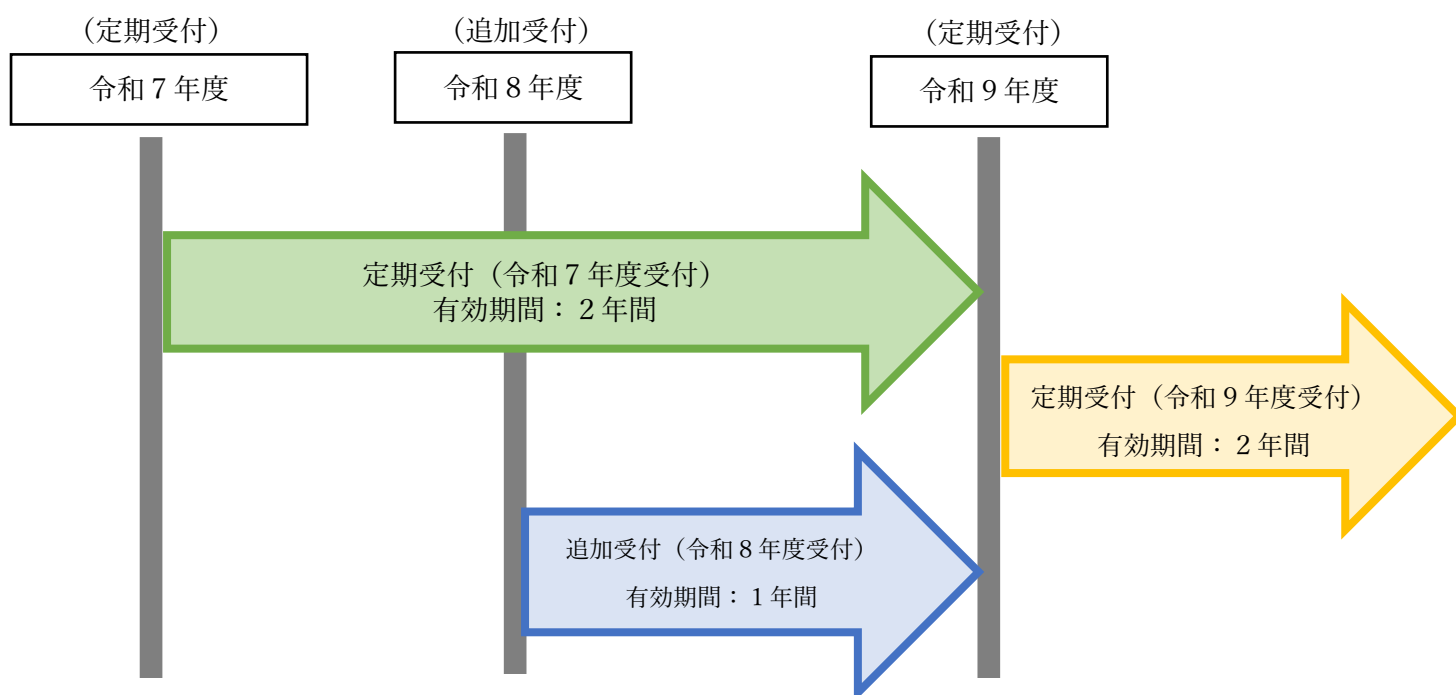 （定期受付）
令和７年度
（追加受付）
令和８年度
（定期受付）
令和９年度
定期受付（令和７年度受付）
有効期間：２年間
定期受付（令和９年度受付）
有効期間：２年間
追加受付（令和８年度受付）
有効期間：１年間